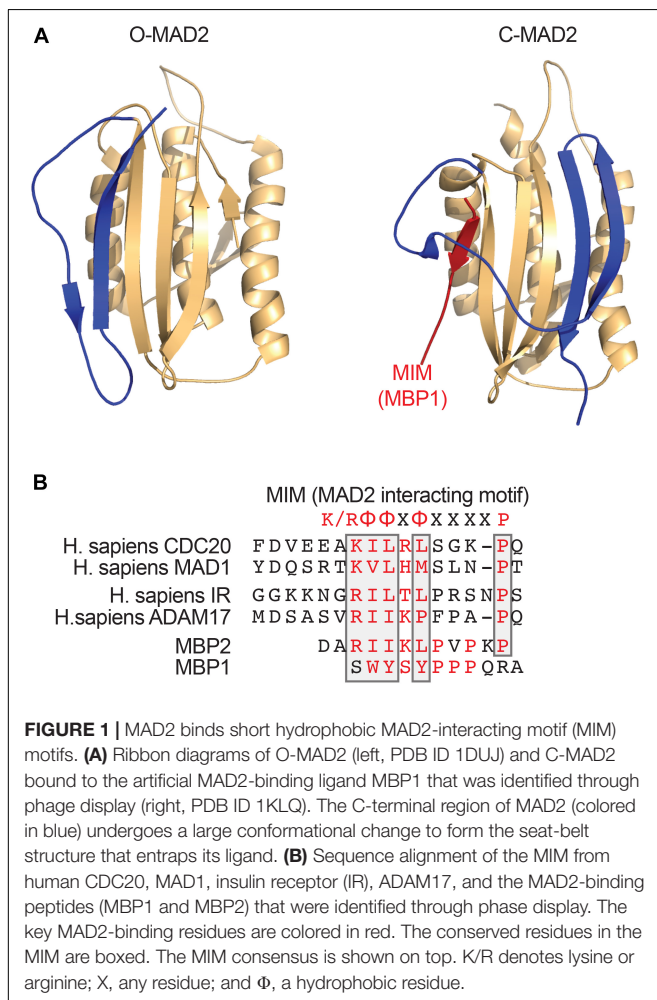 A
O-MAD2
C-MAD2
MIM
(MBP1)
B
MIM (MAD2 interacting motif)
K/RΦΦXΦXXXXP
H. sapiens CDC20 FDVEEAKILRLSGK-PQ
H. sapiens MAD1 YDQSRTKVLHMSLN-PT
H. sapiens IR GGKKNGRILTLPRSNPS
H.sapiens ADAM17 MDSASVRIIKPFPA-PQ
MBP2 DARIIKLPVPKP
MBP1 SWYSYPPPQRA
FIGURE 1 | MAD2 binds short hydrophobic MAD2-interacting motif (MIM)
motifs. (A) Ribbon diagrams of O-MAD2 (left, PDB ID 1DUJ) and C-MAD2
bound to the artificial MAD2-binding ligand MBP1 that was identified through
phage display (right, PDB ID 1KLQ). The C-terminal region of MAD2 (colored
in blue) undergoes a large conformational change to form the seat-belt
structure that entraps its ligand. (B) Sequence alignment of the MIM from
human CDC20, MAD1, insulin receptor (IR), ADAM17, and the MAD2-binding
peptides (MBP1 and MBP2) that were identified through phase display. The
key MAD2-binding residues are colored in red. The conserved residues in the
MIM are boxed. The MIM consensus is shown on top. K/R denotes lysine or
arginine; X, any residue; and Φ, a hydrophobic residue.